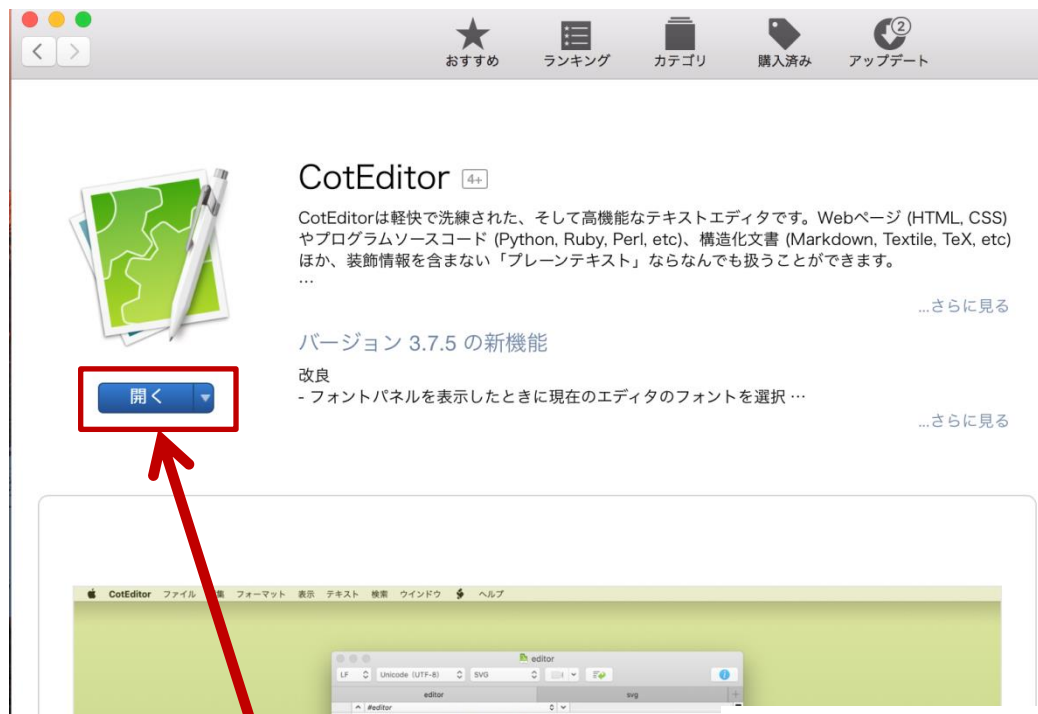 2
おすすめ ランキング カテゴリ 購入済み アップデート
CotEditor 4+
CotEditorは軽快で洗練された、そして高機能なテキストエディタです。Webページ (HTML, CSS)
やプログラムソースコード (Python, Ruby, Perl, etc)、構造化文書 (Markdown, Textile, TeX, etc)
ほか、装飾情報を含まない「プレーンテキスト」ならなんでも扱うことができます。
…
...さらに見る
バージョン 3.7.5 の新機能
改良
- フォントパネルを表示したときに現在のエディタのフォントを選択 …
開く
...さらに見る
CotEditor ファイル 集 フォーマット 表示 テキスト 検索 ウインドウ ヘルプ
editor
LF Unicode (UTF-8) SVG
editor svg +
#editor